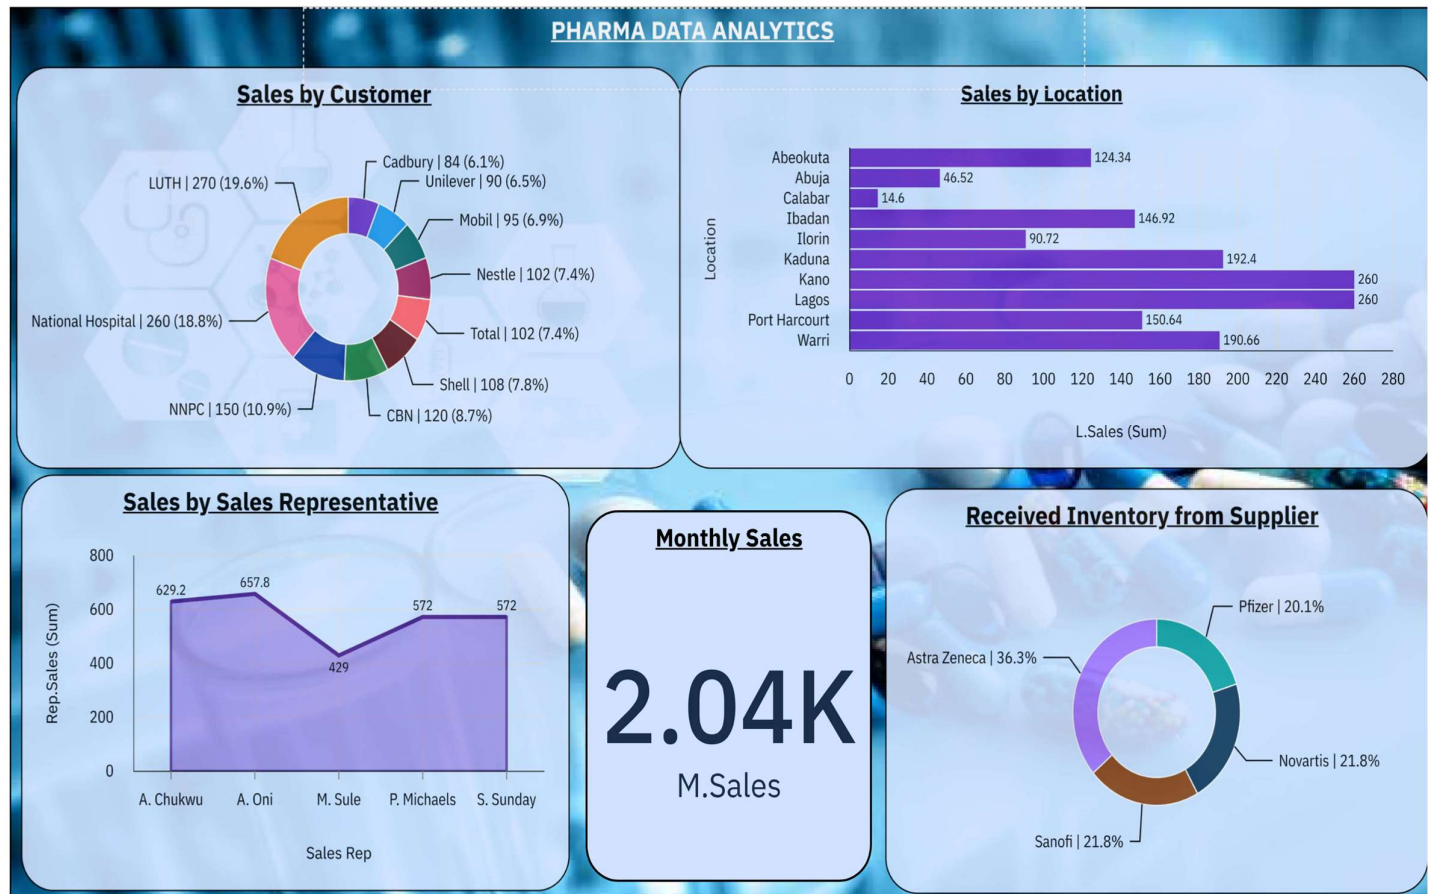 PHARMA DATA ANALYTICS
Sales by Customer
Cadbury | 84 (6.1%)
Unilever | 90 (6.5%)
LUTH | 270 (19.6%)
Mobil | 95 (6.9%)
Nestle | 102 (7.4%)
National Hospital | 260 (18.8%)
Total | 102 (7.4%)
Shell | 108 (7.8%)
NNPC | 150 (10.9%)
CBN | 120 (8.7%)
Sales by Location
Location
Abeokuta 124.34
Abuja 46.52
Calabar 14.6
Ibadan 146.92
Ilorin 90.72
Kaduna 192.4
Kano 260
Lagos 260
Port Harcourt 150.64
Warri 190.66
0 20 40 60 80 100 120 140 160 180 200 220 240 260 280
L.Sales (Sum)
Sales by Sales Representative
Rep.Sales (Sum)
800
600
400
200
0
629.2
657.8
429
572
572
A. Chukwu A. Oni M. Sule P. Michaels S. Sunday
Sales Rep
Monthly Sales
2.04K
M.Sales
Received Inventory from Supplier
Pfizer | 20.1%
Astra Zeneca | 36.3%
Novartis | 21.8%
Sanofi | 21.8%